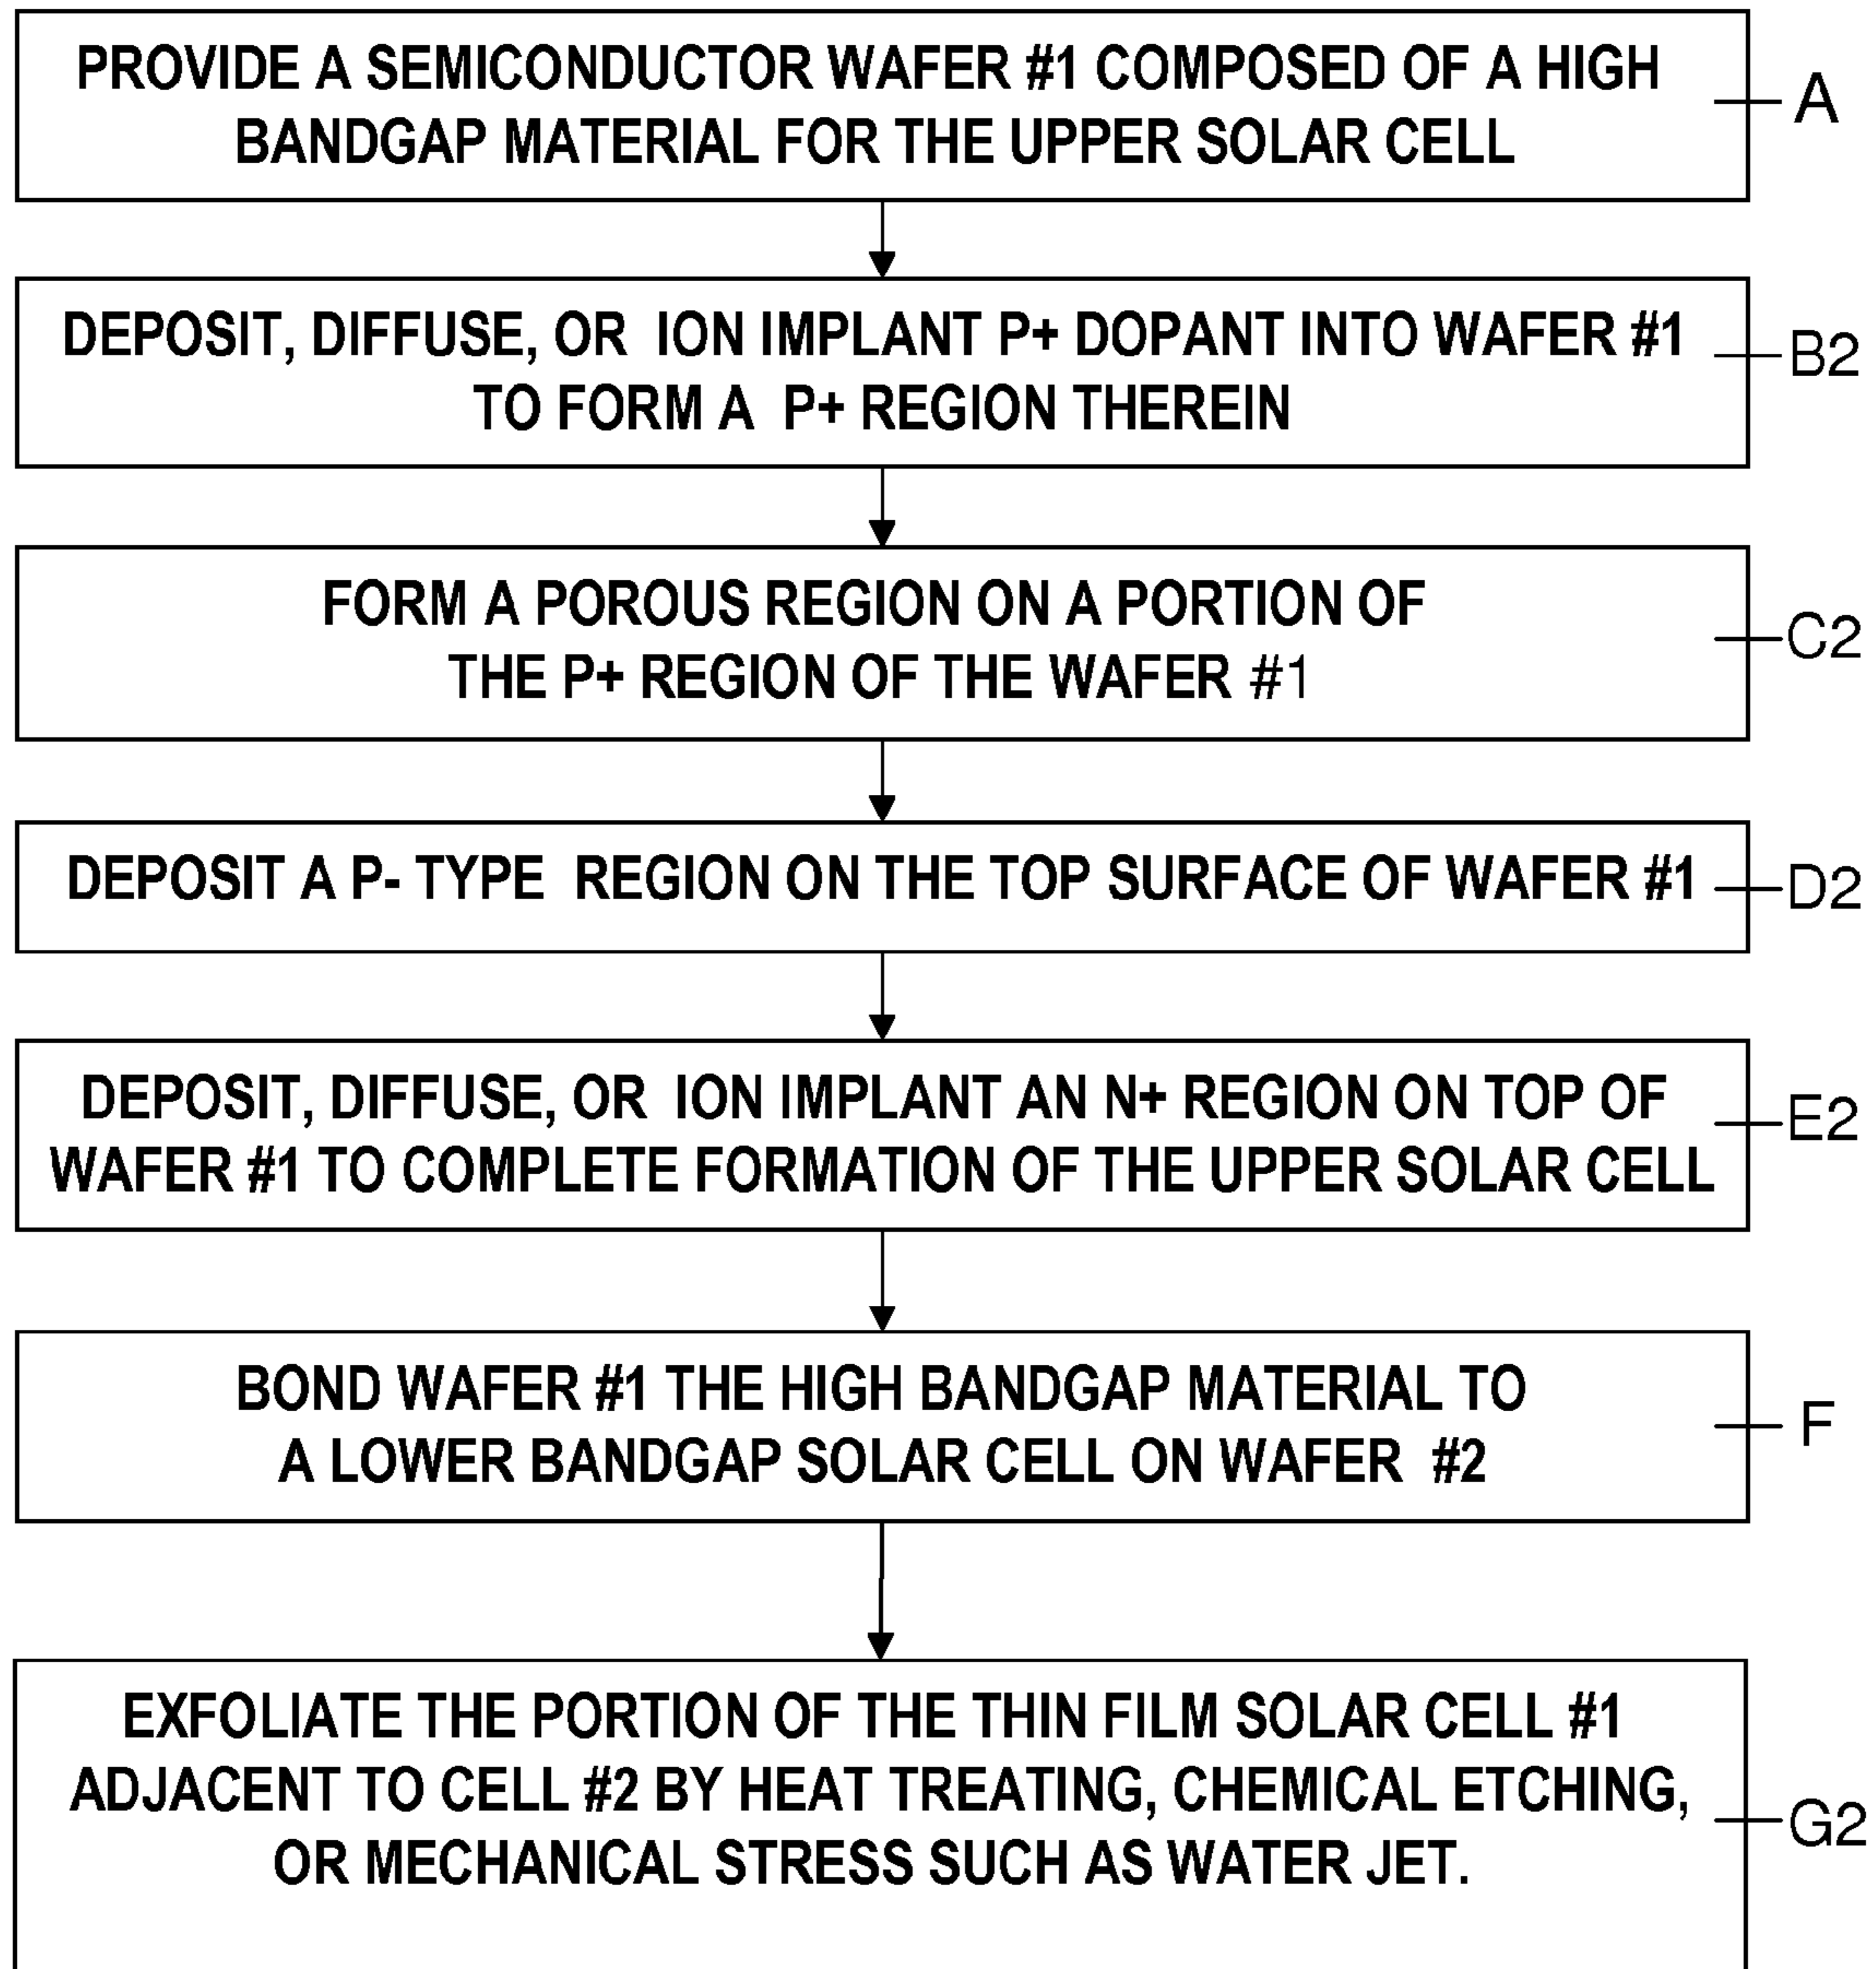 PROVIDE A SEMICONDUCTOR WAFER #1 COMPOSED OF A HIGH
BANDGAP MATERIAL FOR THE UPPER SOLAR CELL
A
DEPOSIT, DIFFUSE, OR ION IMPLANT P+ DOPANT INTO WAFER #1
TO FORM A P+ REGION THEREIN
B2
FORM A POROUS REGION ON A PORTION OF
THE P+ REGION OF THE WAFER #1
C2
DEPOSIT A P- TYPE REGION ON THE TOP SURFACE OF WAFER #1
D2
DEPOSIT, DIFFUSE, OR ION IMPLANT AN N+ REGION ON TOP OF
WAFER #1 TO COMPLETE FORMATION OF THE UPPER SOLAR CELL
E2
BOND WAFER #1 THE HIGH BANDGAP MATERIAL TO
A LOWER BANDGAP SOLAR CELL ON WAFER #2
F
EXFOLIATE THE PORTION OF THE THIN FILM SOLAR CELL #1
ADJACENT TO CELL #2 BY HEAT TREATING, CHEMICAL ETCHING,
OR MECHANICAL STRESS SUCH AS WATER JET.
G2